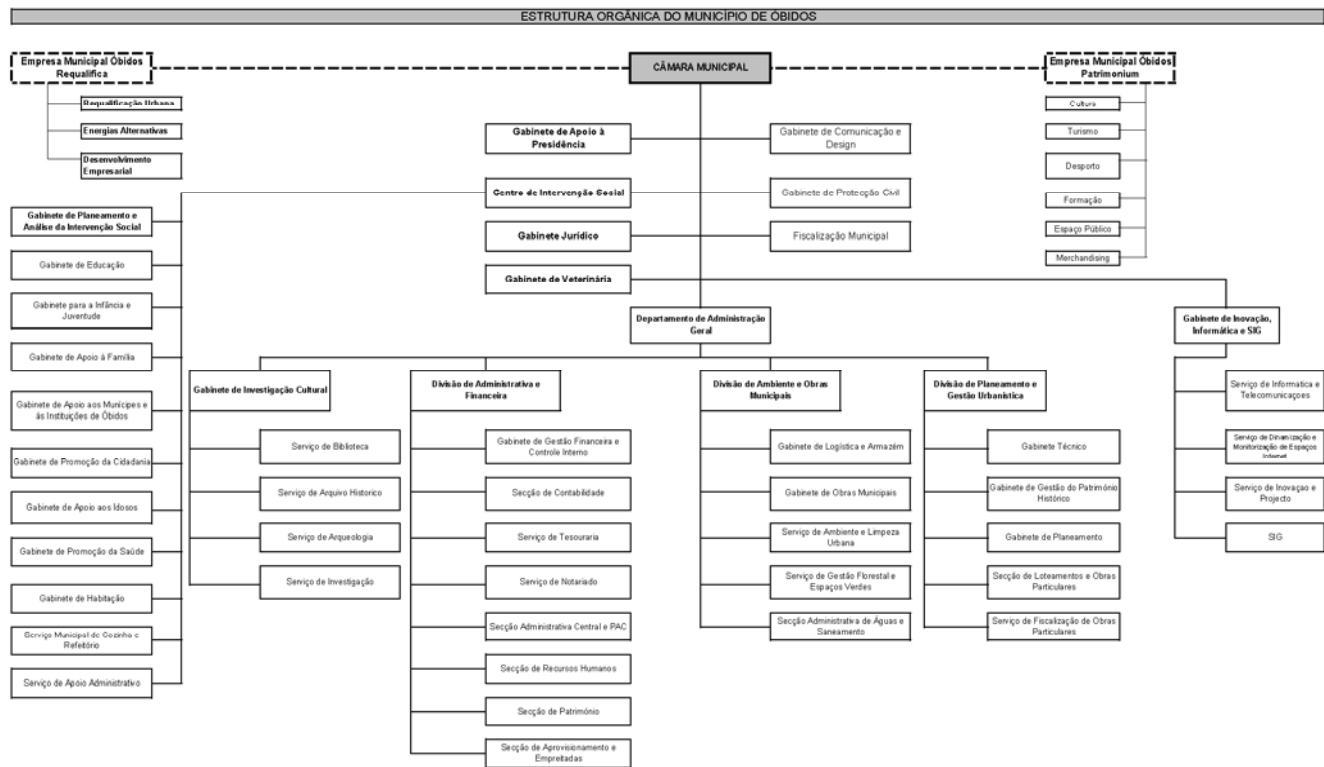 ESTRUTURA ORGÂNICA DO MUNICÍPIO DE ÓBIDOS
Empresa Municipal Óbidos
Requalifica
CÂMARA MUNICIPAL
Empresa Municipal Óbidos
Patrimonium
Requalificação Urbana
Energias Alternativas
Desenvolvimento
Empresarial
Cultura
Turismo
Desporto
Formação
Espaço Público
Merchandising
Gabinete de Apoio à
Presidência
Gabinete de Comunicação e
Design
Centro de Intervenção Social
Gabinete de Protecção Civil
Gabinete Jurídico
Fiscalização Municipal
Gabinete de Veterinária
Gabinete de Planeamento e
Análise da Intervenção Social
Gabinete de Educação
Gabinete para a Infância e
Juventude
Gabinete de Apoio à Família
Gabinete de Apoio aos Munícipes e
ás Instituições de Óbidos
Gabinete de Promoção da Cidadania
Gabinete de Apoio aos Idosos
Gabinete de Promoção da Saúde
Gabinete de Habitação
Serviço Municipal de Cozinha e
Refeitório
Serviço de Apoio Administrativo
Departamento de Administração
Geral
Gabinete de Inovação,
Informática e SIG
Gabinete de Investigação Cultural
Serviço de Biblioteca
Serviço de Arquivo Historico
Serviço de Arqueologia
Serviço de Investigação
Divisão de Administrativa e
Financeira
Gabinete de Gestão Financeira e
Controle Interno
Secção de Contabilidade
Serviço de Tesouraria
Serviço de Notariado
Secção Administrativa Central e PAC
Secção de Recursos Humanos
Secção de Património
Secção de Aprovisionamento e
Empreitadas
Divisão de Ambiente e Obras
Municipais
Gabinete de Logística e Armazém
Gabinete de Obras Municipais
Serviço de Ambiente e Limpeza
Urbana
Serviço de Gestão Florestal e
Espaços Verdes
Secção Administrativa de Águas e
Saneamento
Divisão de Planeamento e
Gestão Urbanística
Gabinete Técnico
Gabinete de Gestão do Património
Histórico
Gabinete de Planeamento
Secção de Loteamentos e Obras
Particulares
Serviço de Fiscalização de Obras
Particulares
Serviço de Informatica e
Telecomunicaçoes
Serviço de Dinamização e
Monitorização de Espaços
Internet
Serviço de Inovaçao e
Projecto
SIG